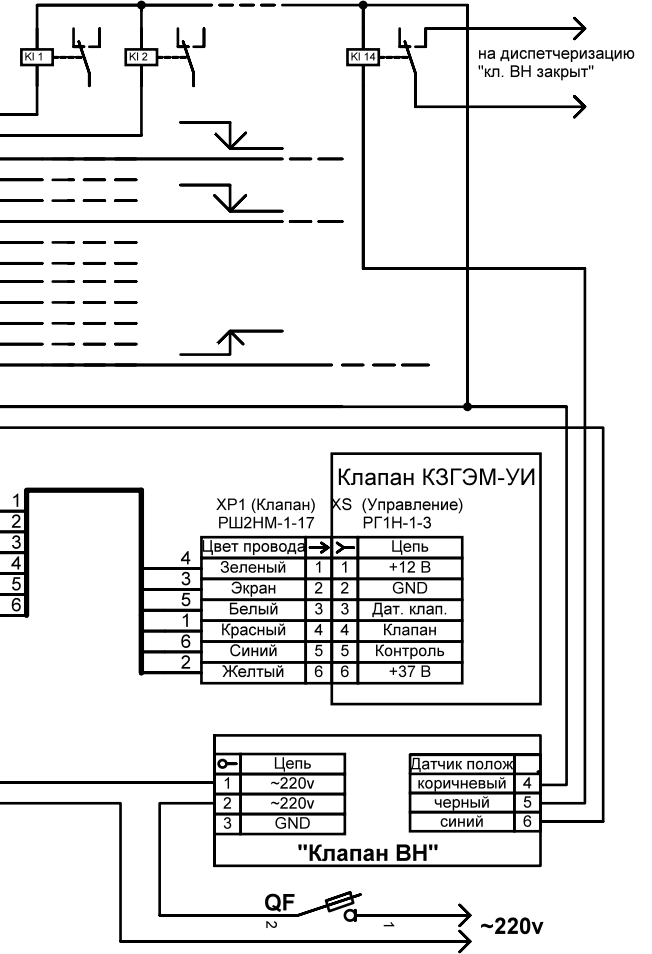 KI 1
KI 2
KI 14
на диспетчеризацию
"кл. ВН закрыт"
Клапан КЗГЭМ-УИ
XP1 (Клапан) XS (Управление)
РШ2НМ-1-17 РГ1Н-1-3
Цвет провода Цепь
1
2
3
4
5
6
4 Зеленый 1 1 +12 В
3 Экран 2 2 GND
5 Белый 3 3 Дат. клап.
1 Красный 4 4 Клапан
6 Синий 5 5 Контроль
2 Желтый 6 6 +37 В
Цепь
1 ~220v
2 ~220v
3 GND
Датчик полож
коричневый 4
черный 5
синий 6
"Клапан ВН"
QF
2
1
~220v